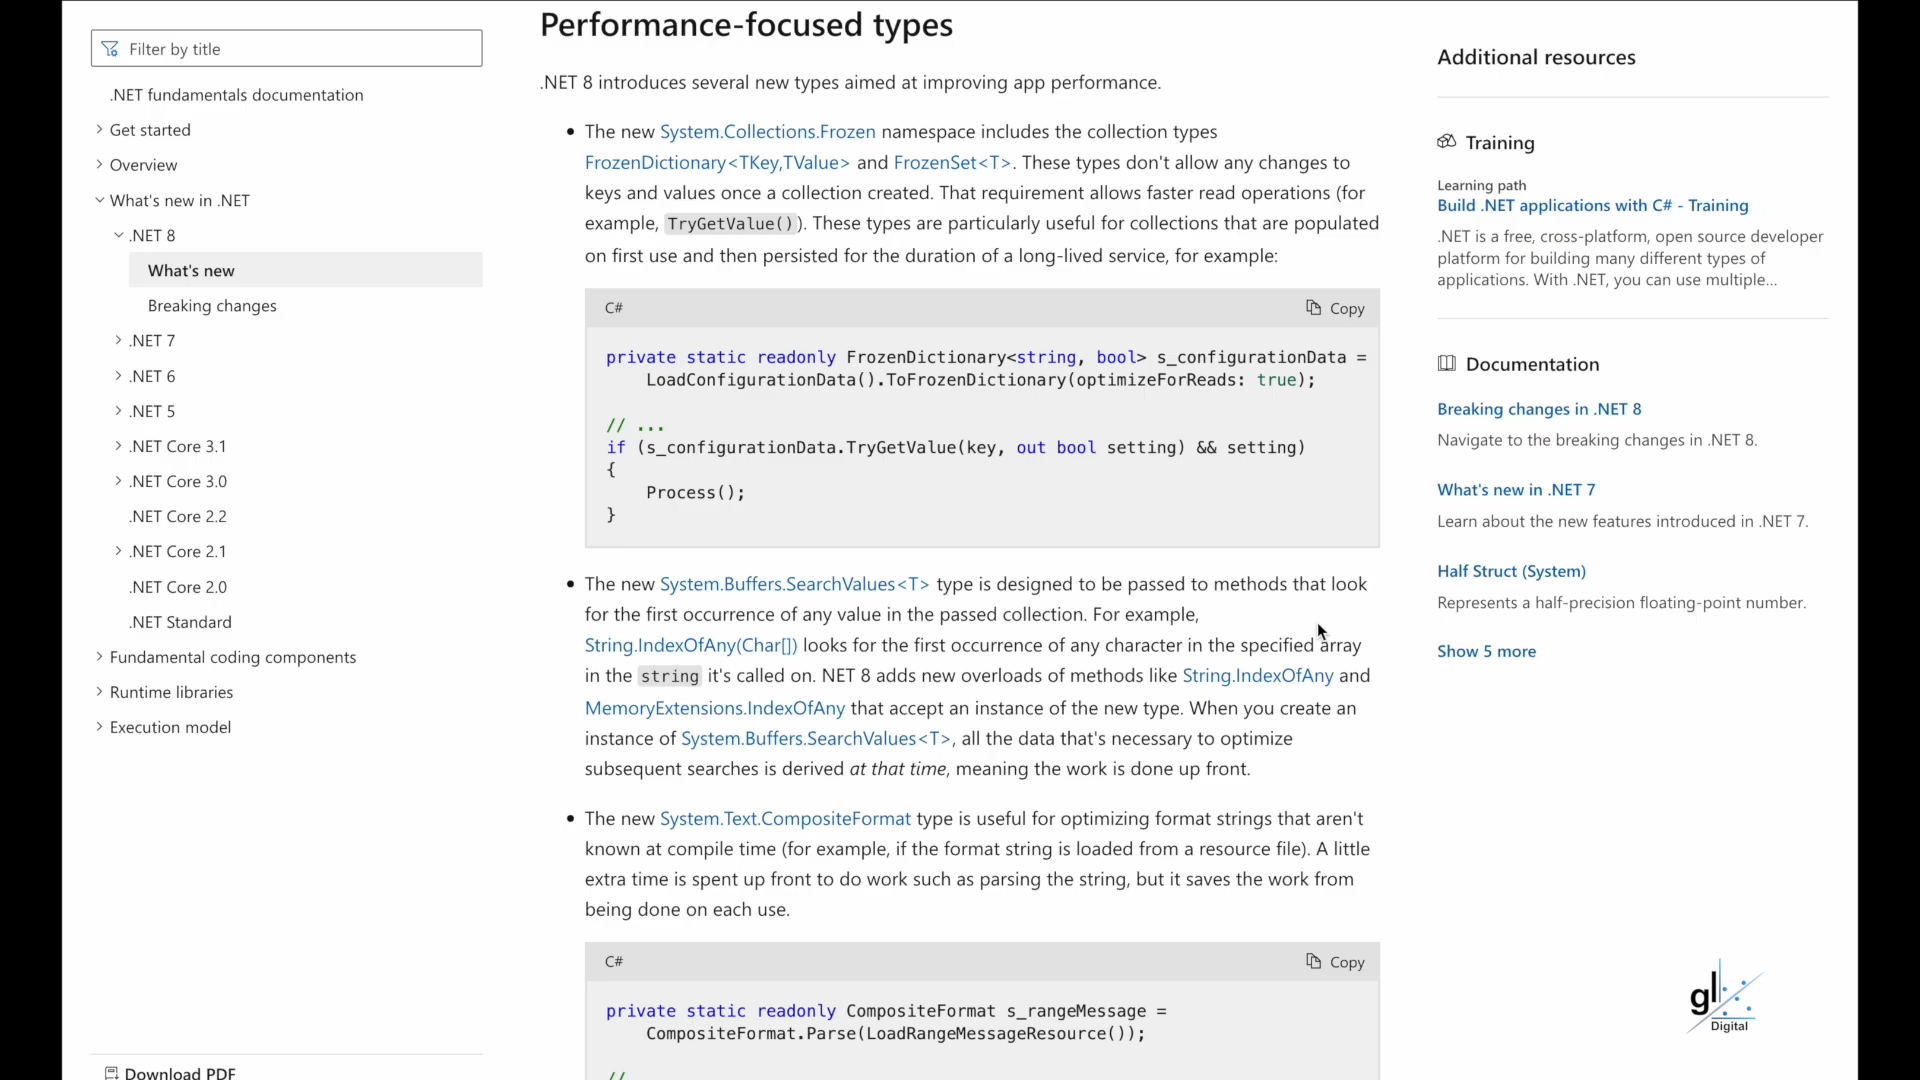 Filter by title
.NET fundamentals documentation
Get started
Overview
What's new in .NET
.NET 8
What's new
Breaking changes
.NET 7
.NET 6
.NET 5
.NET Core 3.1
.NET Core 3.0
.NET Core 2.2
.NET Core 2.1
.NET Core 2.0
.NET Standard
Fundamental coding components
Runtime libraries
Execution model
Download PDF
Performance-focused types
.NET 8 introduces several new types aimed at improving app performance.
• The new System.Collections.Frozen namespace includes the collection types
FrozenDictionary<TKey,TValue> and FrozenSet<T>. These types don't allow any changes to
keys and values once a collection created. That requirement allows faster read operations (for
example, TryGetValue()). These types are particularly useful for collections that are populated
on first use and then persisted for the duration of a long-lived service, for example:
C# Copy
private static readonly FrozenDictionary<string, bool> s_configurationData =
    LoadConfigurationData().ToFrozenDictionary(optimizeForReads: true);
// ...
if (s_configurationData.TryGetValue(key, out bool setting) && setting)
{
    Process();
}
• The new System.Buffers.SearchValues<T> type is designed to be passed to methods that look
for the first occurrence of any value in the passed collection. For example,
String.IndexOfAny(Char[]) looks for the first occurrence of any character in the specified array
in the string it's called on. NET 8 adds new overloads of methods like String.IndexOfAny and
MemoryExtensions.IndexOfAny that accept an instance of the new type. When you create an
instance of System.Buffers.SearchValues<T>, all the data that's necessary to optimize
subsequent searches is derived at that time, meaning the work is done up front.
• The new System.Text.CompositeFormat type is useful for optimizing format strings that aren't
known at compile time (for example, if the format string is loaded from a resource file). A little
extra time is spent up front to do work such as parsing the string, but it saves the work from
being done on each use.
C# Copy
private static readonly CompositeFormat s_rangeMessage =
    CompositeFormat.Parse(LoadRangeMessageResource());
//
Additional resources
Training
Learning path
Build .NET applications with C# - Training
.NET is a free, cross-platform, open source developer
platform for building many different types of
applications. With .NET, you can use multiple...
Documentation
Breaking changes in .NET 8
Navigate to the breaking changes in .NET 8.
What's new in .NET 7
Learn about the new features introduced in .NET 7.
Half Struct (System)
Represents a half-precision floating-point number.
Show 5 more
gl
Digital